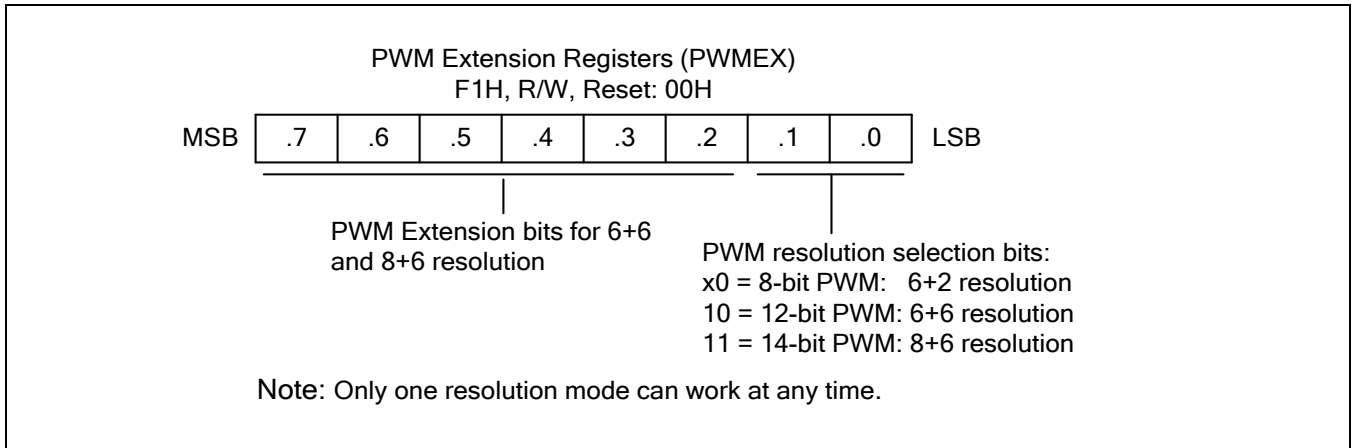 PWM Extension Registers (PWMEX)
F1H, R/W, Reset: 00H
MSB .7 .6 .5 .4 .3 .2 .1 .0 LSB
PWM Extension bits for 6+6
and 8+6 resolution
PWM resolution selection bits:
x0 = 8-bit PWM: 6+2 resolution
10 = 12-bit PWM: 6+6 resolution
11 = 14-bit PWM: 8+6 resolution
Note: Only one resolution mode can work at any time.